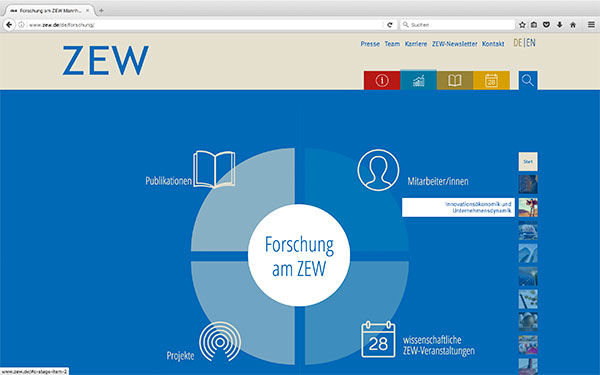 ZEW Forschung am ZEW Mannh...
www.zew.de/de/forschung/
Suchen
Presse Team Karriere ZEW-Newsletter Kontakt DE|EN
ZEW
28
Start
Publikationen
Mitarbeiter/innen
Innovationsökonomik und
Unternehmensdynamik
Forschung
am ZEW
Projekte
28
wissenschaftliche
ZEW-Veranstaltungen
www.zew.de/#o-stage-item-2